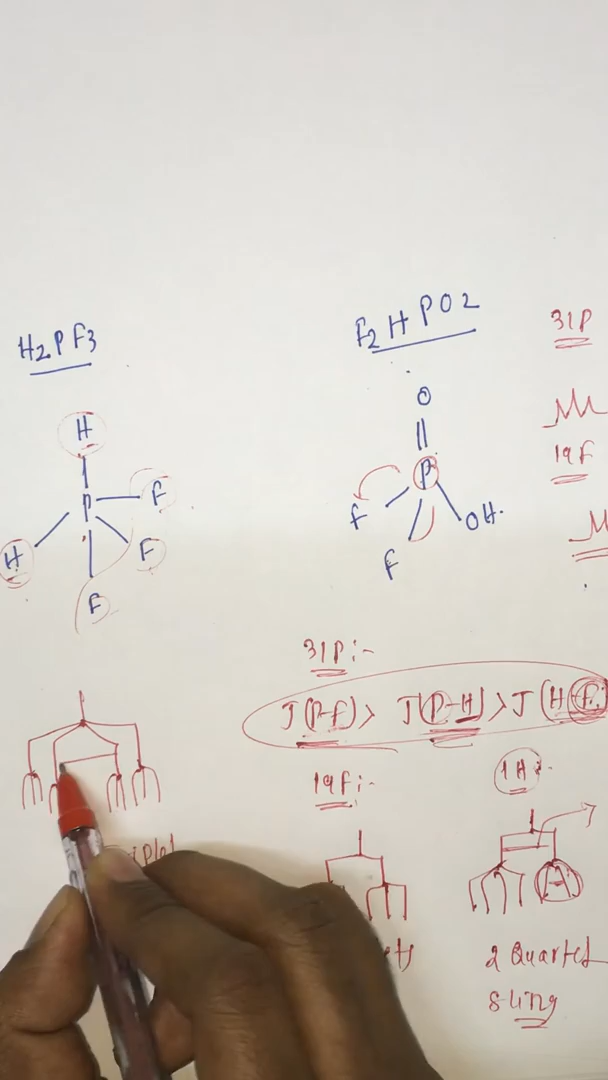 H2PF3
F2HPO2
31P
H
P
F
H
F
F
O
P
F
OH.
F
19F
31P:-
J(P-F) > J(P-H) > J(H-F)
19F:-
1H:-
2 Quartet
8 line